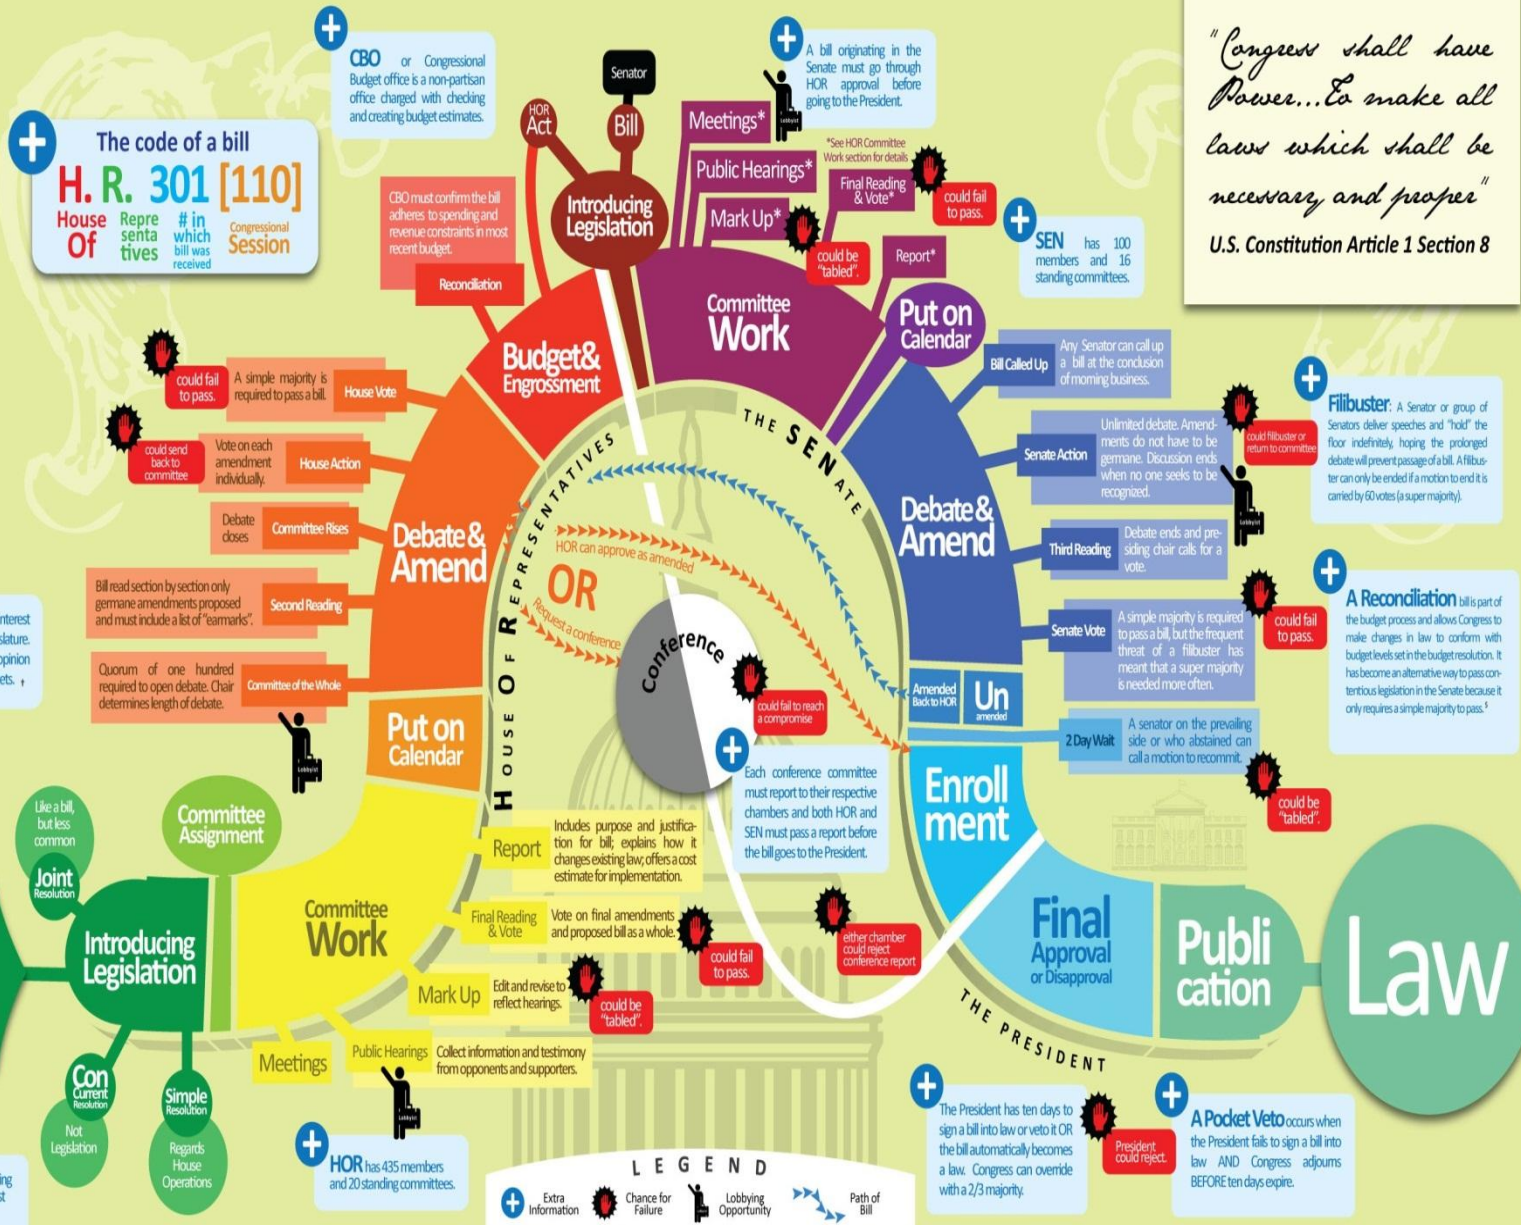 "Congress shall have
Power...To make all
laws which shall be
necessary and proper"
U.S. Constitution Article 1 Section 8
The code of a bill
H. R. 301 [110]
House Of
Repre senta tives
# in which bill was received
Congressional Session
CBO or Congressional
Budget office is a non-partisan
office charged with checking
and creating budget estimates.
Senator
HOR
Act
Bill
Introducing
Legislation
A bill originating in the
Senate must go through
HOR approval before
going to the President.
Lobbyist
Meetings*
Public Hearings*
Mark Up*
*See HOR Committee
Work section for details
Final Reading
& Vote*
could fail
to pass.
could be
"tabled".
Report*
SEN has 100
members and 16
standing committees.
Committee
Work
Put on
Calendar
CBO must confirm the bill
adheres to spending and
revenue constraints in most
recent budget.
Reconciliation
Budget&
Engrossment
could fail
to pass.
A simple majority is
required to pass a bill.
House Vote
could send
back to
committee
Vote on each
amendment
individually.
House Action
Debate
closes
Committee Rises
Debate &
Amend
Bill read section by section only
germane amendments proposed
and must include a list of "earmarks".
Second Reading
Quorum of one hundred
required to open debate. Chair
determines length of debate.
Committee of the Whole
Lobbyist
Put on
Calendar
nterest
slature.
opinion
ets. †
HOUSE OF REPRESENTATIVES
THE SENATE
HOR can approve as amended
OR
Request a conference
Conference
could fail to reach
a compromise
Each conference committee
must report to their respective
chambers and both HOR and
SEN must pass a report before
the bill goes to the President.
Bill Called Up
Any Senator can call up
a bill at the conclusion
of morning business.
Debate &
Amend
Senate Action
Unlimited debate. Amend-
ments do not have to be
germane. Discussion ends
when no one seeks to be
recognized.
could filibuster or
return to committee
Lobbyist
Filibuster: A Senator or group of
Senators deliver speeches and "hold" the
floor indefinitely, hoping the prolonged
debate will prevent passage of a bill. A filibus-
ter can only be ended if a motion to end it is
carried by 60 votes (a super majority).
Third Reading
Debate ends and pre-
siding chair calls for a
vote.
Senate Vote
A simple majority is required
to pass a bill, but the frequent
threat of a filibuster has
meant that a super majority
is needed more often.
could fail
to pass.
A Reconciliation bill is part of
the budget process and allows Congress to
make changes in law to conform with
budget levels set in the budget resolution. It
has become an alternative way to pass con-
tentious legislation in the Senate because it
only requires a simple majority to pass.
Amended
Back to HOR
Un
amended
2 Day Wait
A senator on the prevailing
side or who abstained can
call a motion to recommit.
could be
"tabled".
Enroll
ment
Like a bill,
but less
common
Joint
Resolution
Committee
Assignment
Introducing
Legislation
Con
Current
Resolution
Not
Legislation
Simple
Resolution
Regards
House
Operations
ing
st
Committee
Work
Report
Includes purpose and justifica-
tion for bill; explains how it
changes existing law; offers a cost
estimate for implementation.
Final Reading
& Vote
Vote on final amendments
and proposed bill as a whole.
could fail
to pass.
Mark Up
Edit and revise to
reflect hearings.
could be
"tabled".
Meetings
Public Hearings
Collect information and testimony
from opponents and supporters.
Lobbyist
HOR has 435 members
and 20 standing committees.
either chamber
could reject
conference report
Final
Approval
or Disapproval
THE PRESIDENT
Publi
cation
Law
The President has ten days to
sign a bill into law or veto it OR
the bill automatically becomes
a law. Congress can override
with a 2/3 majority.
President
could reject.
A Pocket Veto occurs when
the President fails to sign a bill into
law AND Congress adjourns
BEFORE ten days expire.
LEGEND
Extra
Information
Chance for
Failure
Lobbying
Opportunity
Path of
Bill